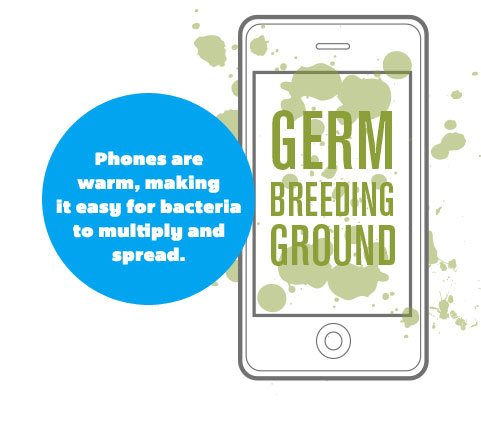 Phones are
warm, making
it easy for bacteria
to multiply and
spread.
GERM
BREEDING
GROUND